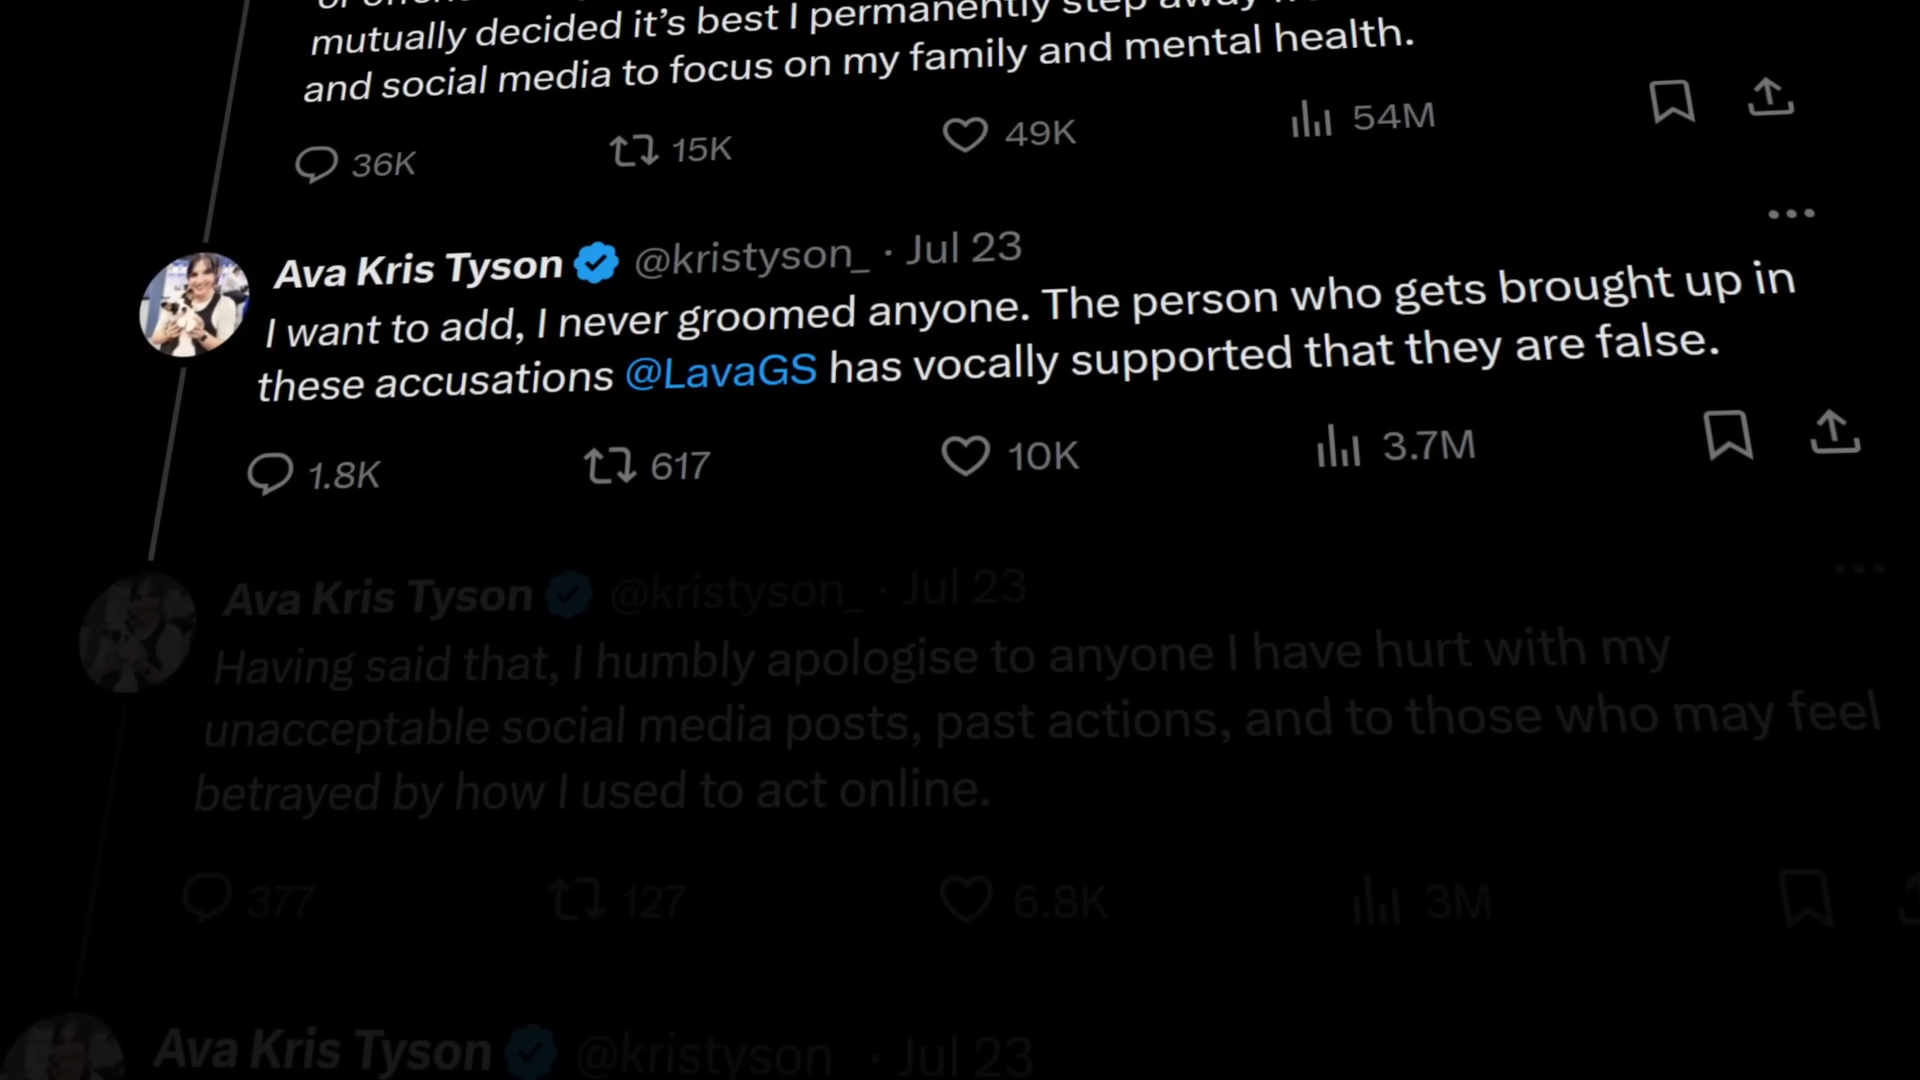 mutually decided it's best I permanently step away
and social media to focus on my family and mental health.
36K 15K 49K 54M
Ava Kris Tyson @kristyson_ · Jul 23
I want to add, I never groomed anyone. The person who gets brought up in
these accusations @LavaGS has vocally supported that they are false.
1.8K 617 10K 3.7M
Ava Kris Tyson @kristyson_ · Jul 23
Having said that, I humbly apologise to anyone I have hurt with my
unacceptable social media posts, past actions, and to those who may feel
betrayed by how I used to act online.
377 127 6.8K 3M
Ava Kris Tyson @kristyson · Jul 23